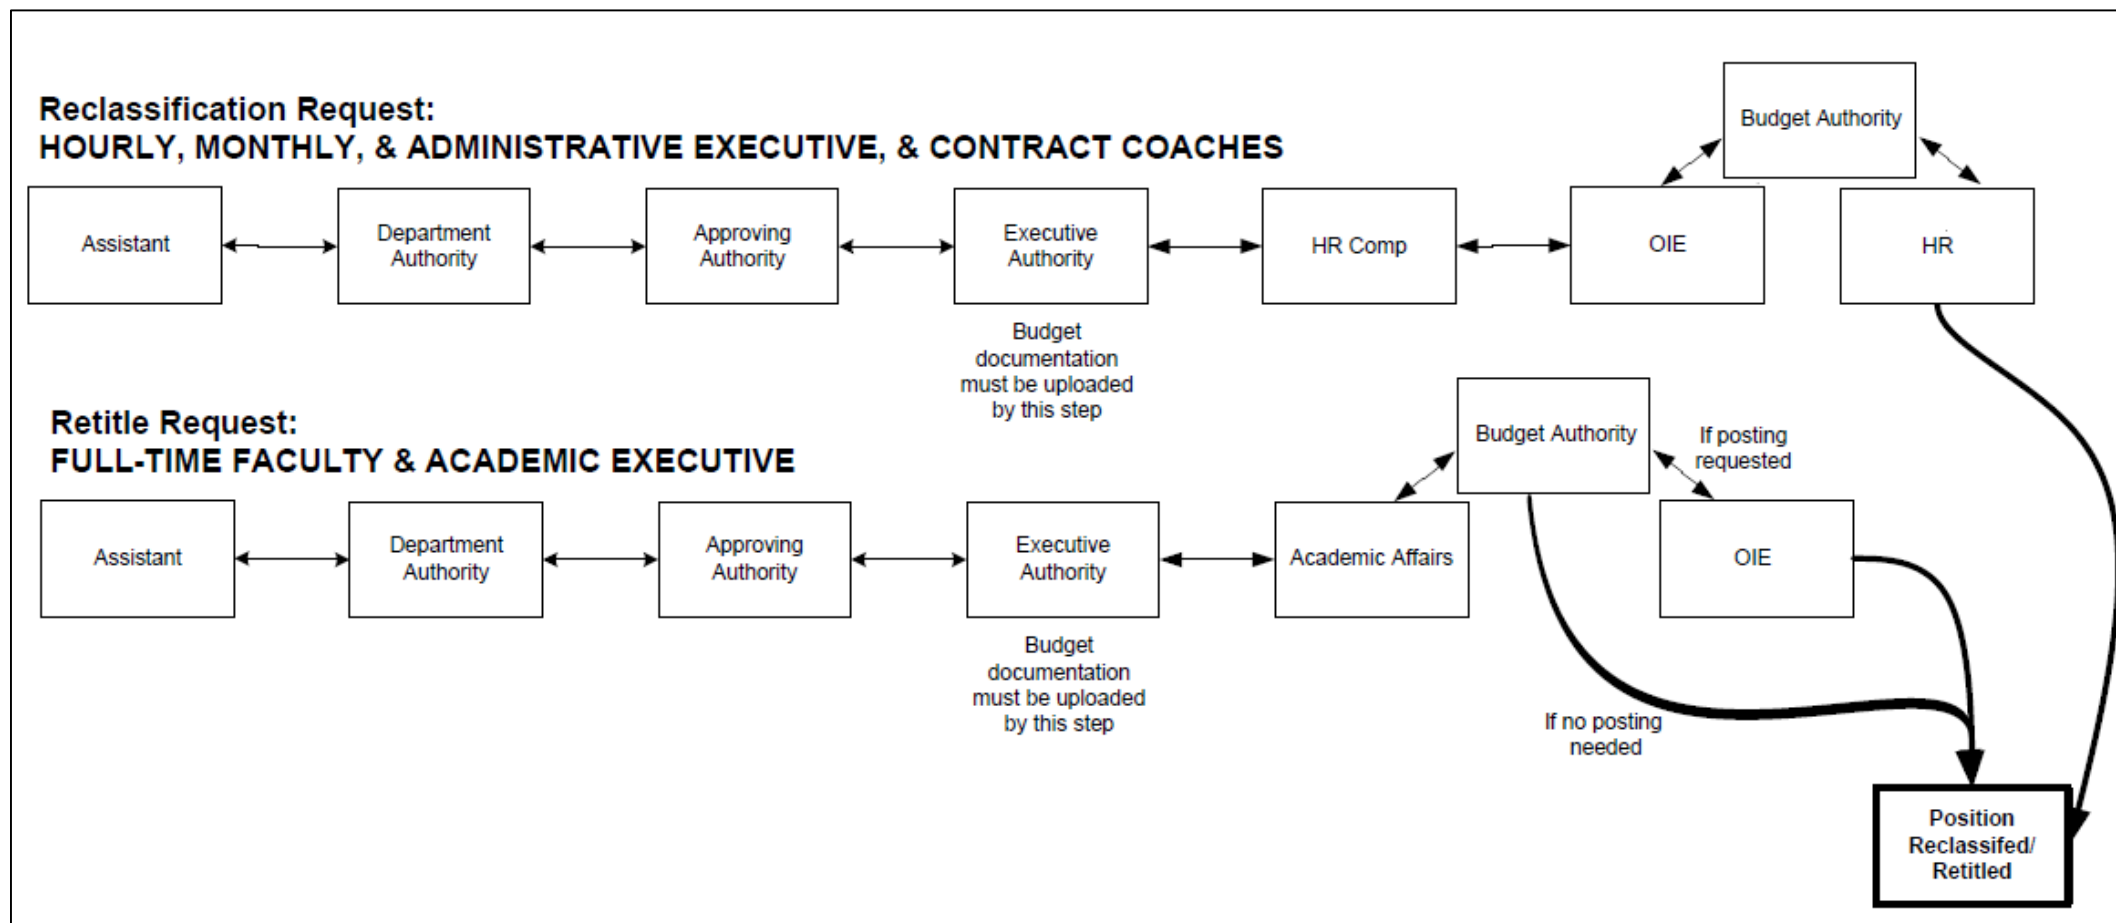 Reclassification Request:
HOURLY, MONTHLY, & ADMINISTRATIVE EXECUTIVE, & CONTRACT COACHES
Assistant
Department
Authority
Approving
Authority
Executive
Authority
HR Comp
OIE
Budget Authority
HR
Budget
documentation
must be uploaded
by this step
Retitle Request:
FULL-TIME FACULTY & ACADEMIC EXECUTIVE
Assistant
Department
Authority
Approving
Authority
Executive
Authority
Academic Affairs
Budget Authority
If posting
requested
OIE
Budget
documentation
must be uploaded
by this step
If no posting
needed
Position
Reclassifed/
Retitled